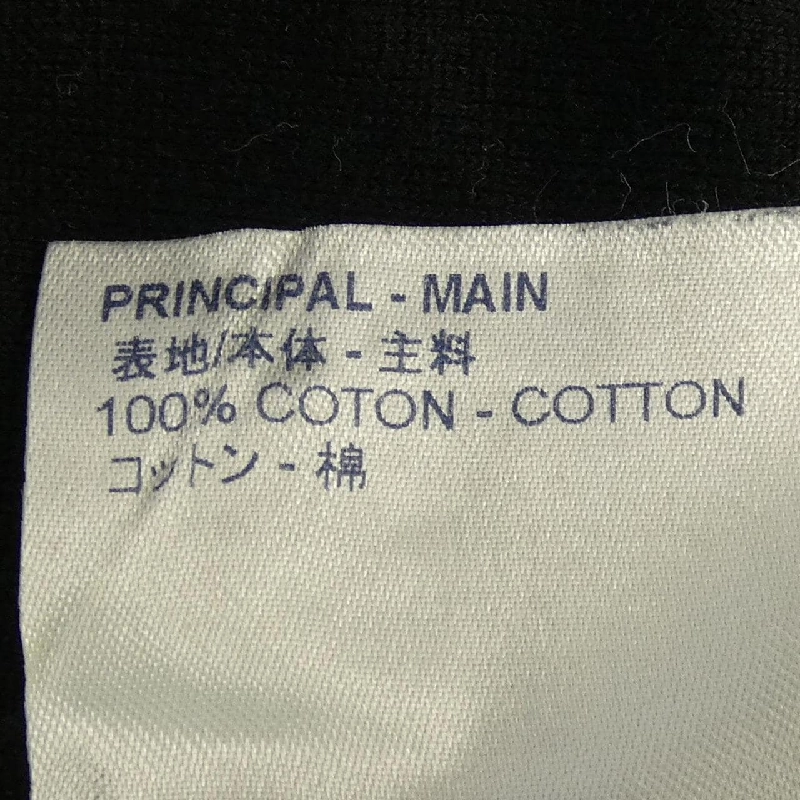 PRINCIPAL - MAIN
表地/本体 - 主料
100% COTON - COTTON
コットン - 棉